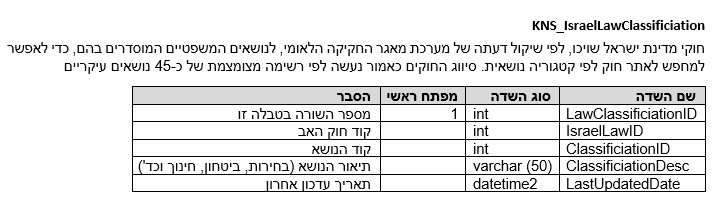 KNS_IsraelLawClassificiation
חוקי מדינת ישראל שויכו, לפי שיקול דעתה של מערכת מאגר החקיקה הלאומי, לנושאים המשפטיים המוסדרים בהם, כדי לאפשר
למחפש לאתר חוק לפי קטגוריה נושאית. סיווג החוקים כאמור נעשה לפי רשימה מצומצמת של כ-45 נושאים עיקריים
שם השדה סוג השדה מפתח ראשי הסבר
LawClassificiationID int 1 מספר השורה בטבלה זו
IsraelLawID int קוד חוק האב
ClassificiationID int קוד הנושא
ClassificiationDesc varchar (50) תיאור הנושא (בחירות, ביטחון, חינוך וכד')
LastUpdatedDate datetime2 תאריך עדכון אחרון